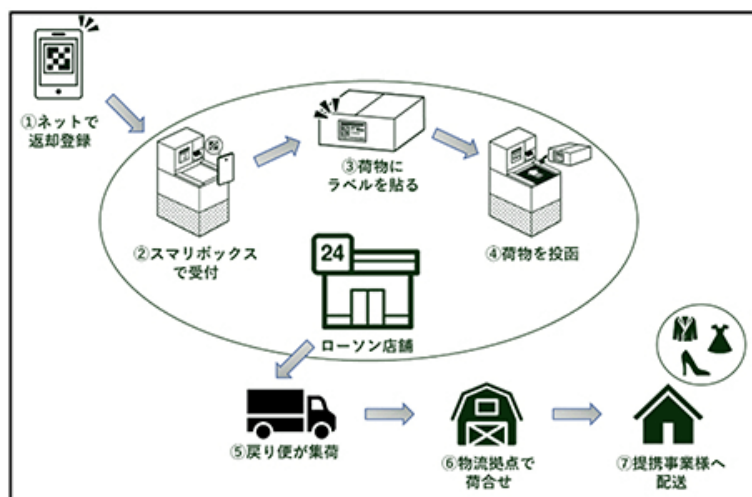 ①ネットで
返却登録
②スマリボックス
で受付
③荷物に
ラベルを貼る
④荷物を投函
24
ローソン店舗
⑤戻り便が集荷
⑥物流拠点で
荷合せ
⑦提携事業様へ
配送